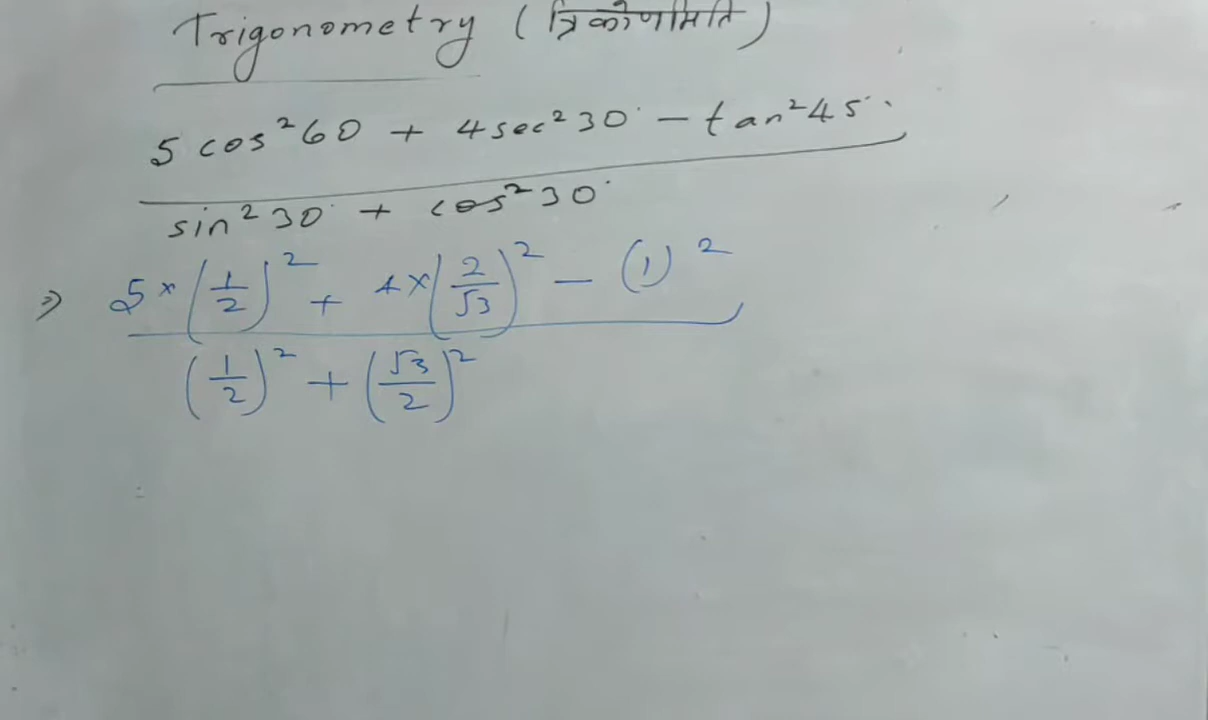 Trigonometry (त्रिकोणमिति)
5 cos²60 + 4 sec²30° - tan²45°
sin²30° + cos²30°
⇒ 5 × (1/2)² + 4 × (2/√3)² - (1)²
(1/2)² + (√3/2)²